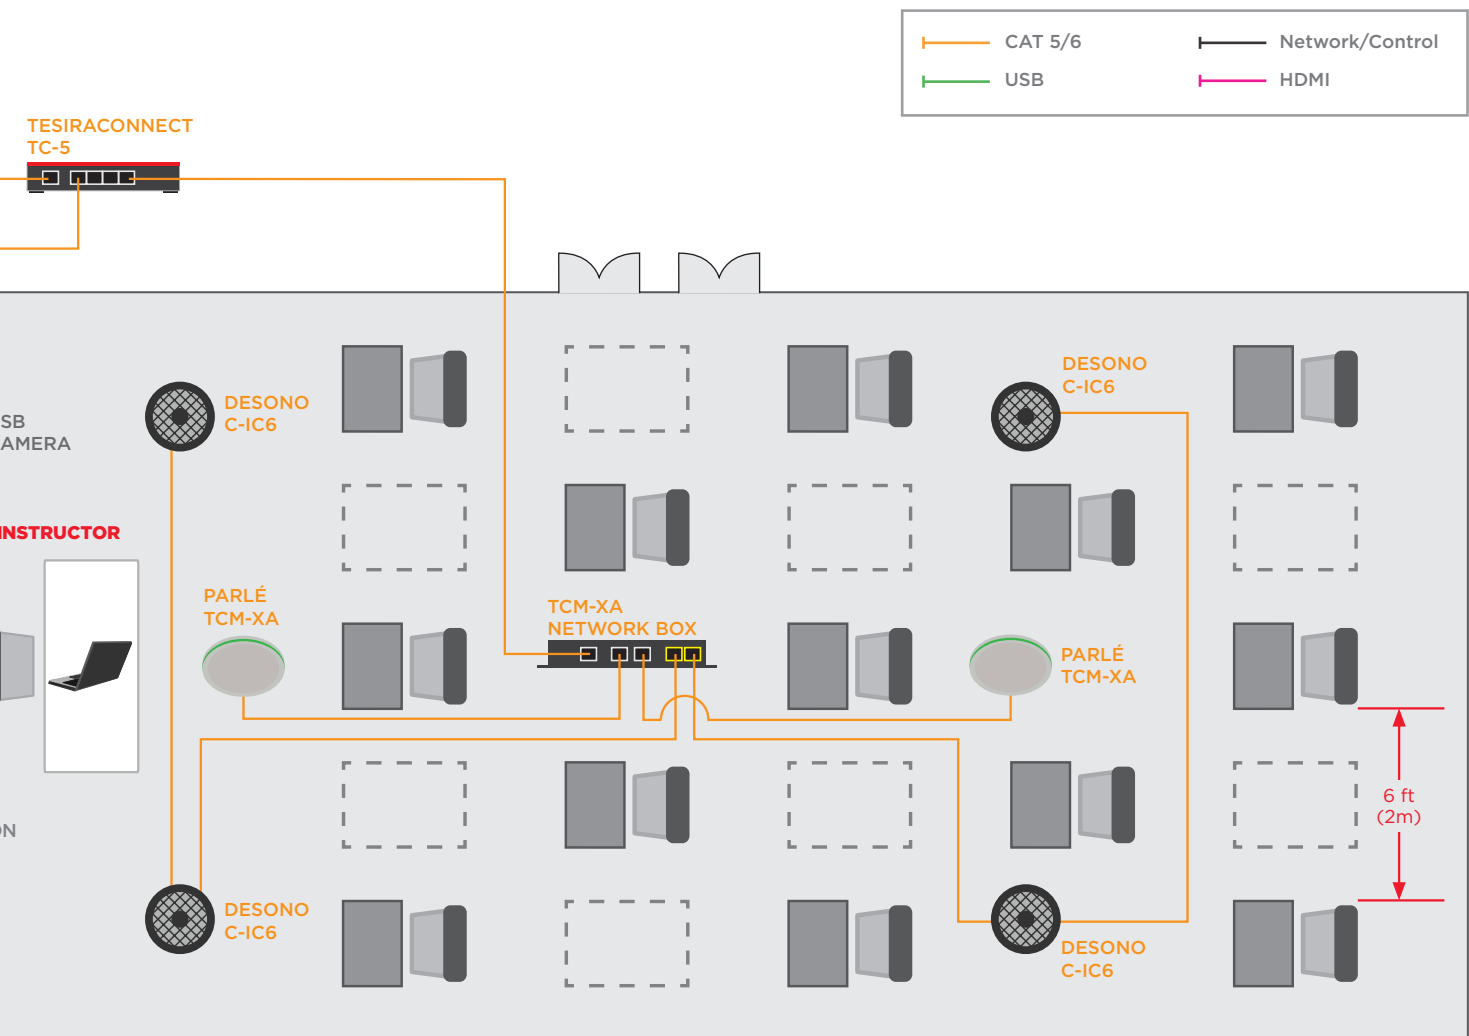 CAT 5/6
Network/Control
USB
HDMI
TESIRACONNECT
TC-5
DESONO
C-IC6
DESONO
C-IC6
SB
AMERA
INSTRUCTOR
PARLÉ
TCM-XA
TCM-XA
NETWORK BOX
PARLÉ
TCM-XA
6 ft
(2m)
ON
DESONO
C-IC6
DESONO
C-IC6